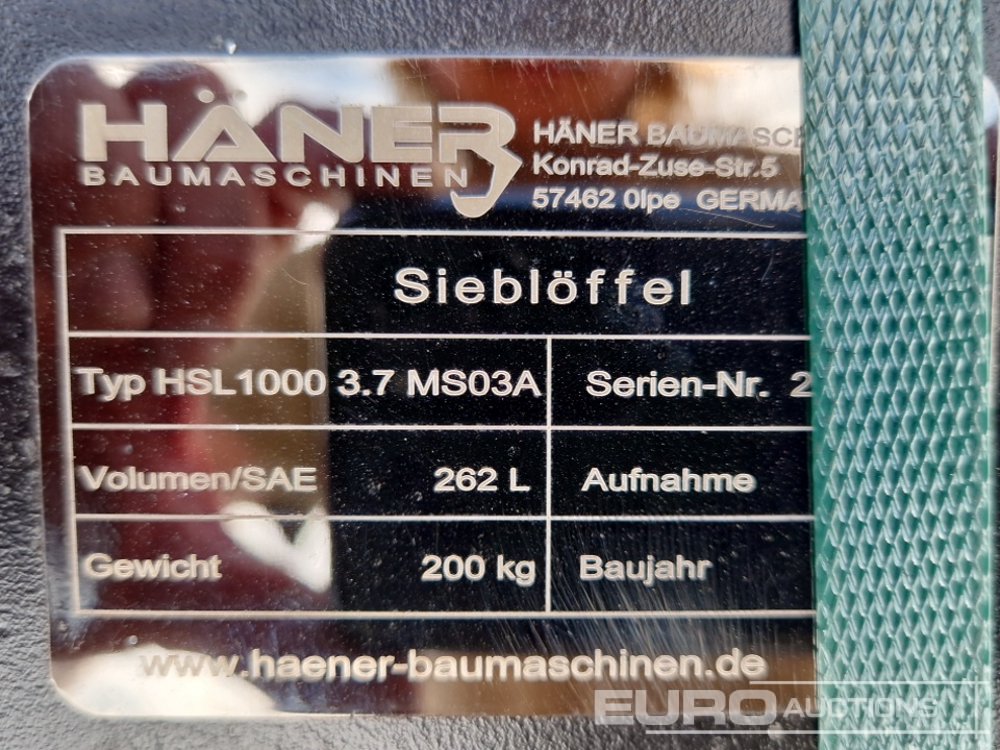 HÄNER
BAUMASCHINEN
HÄNER BAUMASCH
Konrad-Zuse-Str.5
57462 Olpe GERMA
Sieblöffel
Typ HSL1000 3.7 MS03A
Serien-Nr. 2
Volumen/SAE 262 L
Aufnahme
Gewicht 200 kg
Baujahr
www.haener-baumaschinen.de
EURO AUCTIONS